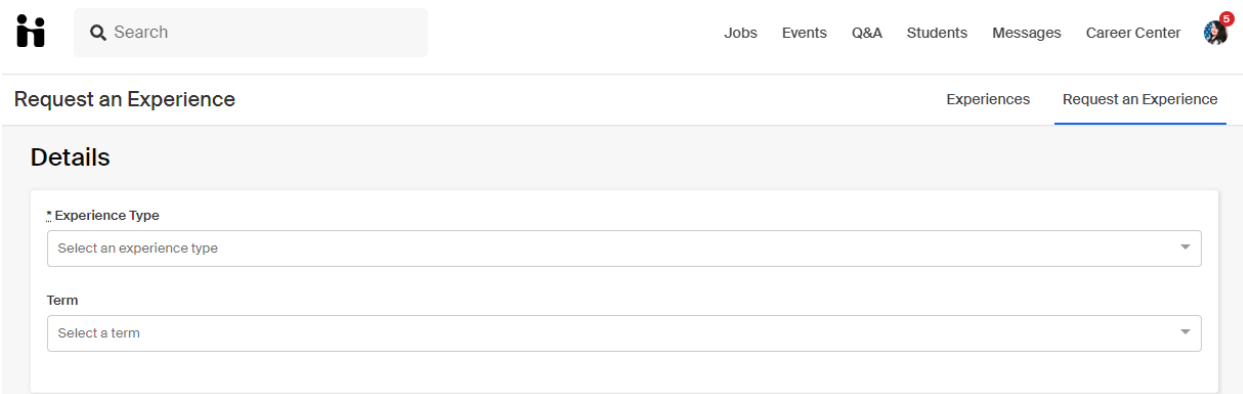 Search
Jobs Events Q&A Students Messages Career Center 5
Request an Experience
Experiences Request an Experience
Details
* Experience Type
Select an experience type
Term
Select a term